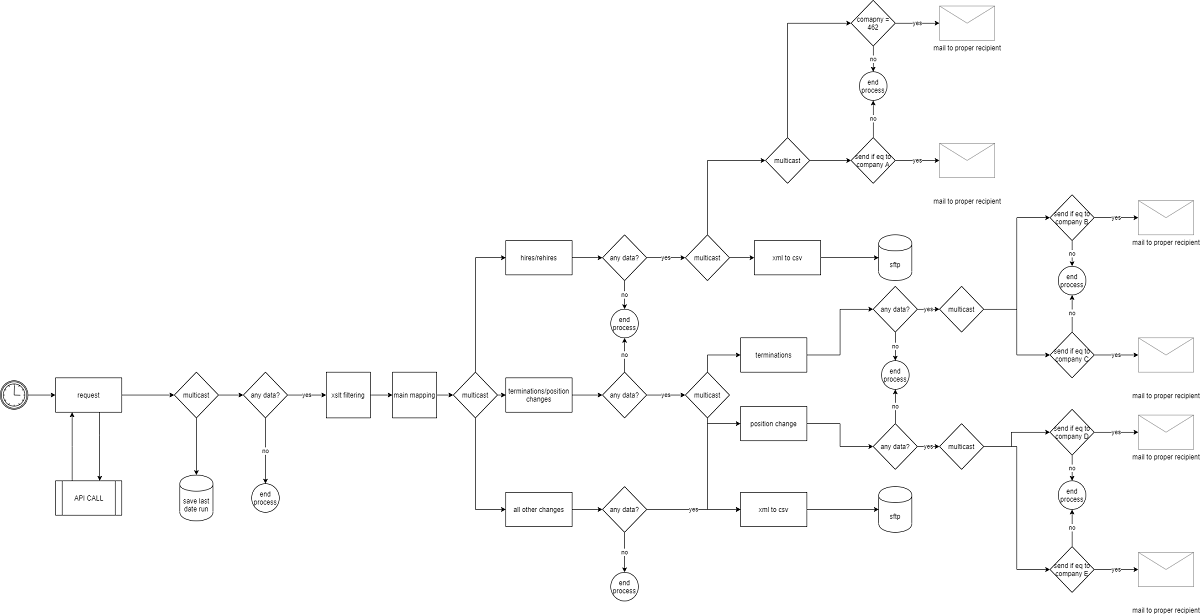 comapny =
462
yes
mail to proper recipient
no
end
process
no
multicast
send if eq to
company A
yes
mail to proper recipient
hires/rehires
any data?
yes
multicast
xml to csv
sftp
no
end
process
no
send if eq to
company B
yes
mail to proper recipient
no
end
process
no
any data?
yes
multicast
terminations
send if eq to
company C
yes
mail to proper recipient
no
end
process
no
request
multicast
any data?
yes
xslt filtering
main mapping
multicast
terminations/position
changes
any data?
yes
multicast
position change
any data?
yes
multicast
send if eq to
company D
yes
mail to proper recipient
no
end
process
no
no
end
process
API CALL
save last
date run
all other changes
any data?
yes
xml to csv
sftp
no
end
process
send if eq to
company E
yes
mail to proper recipient